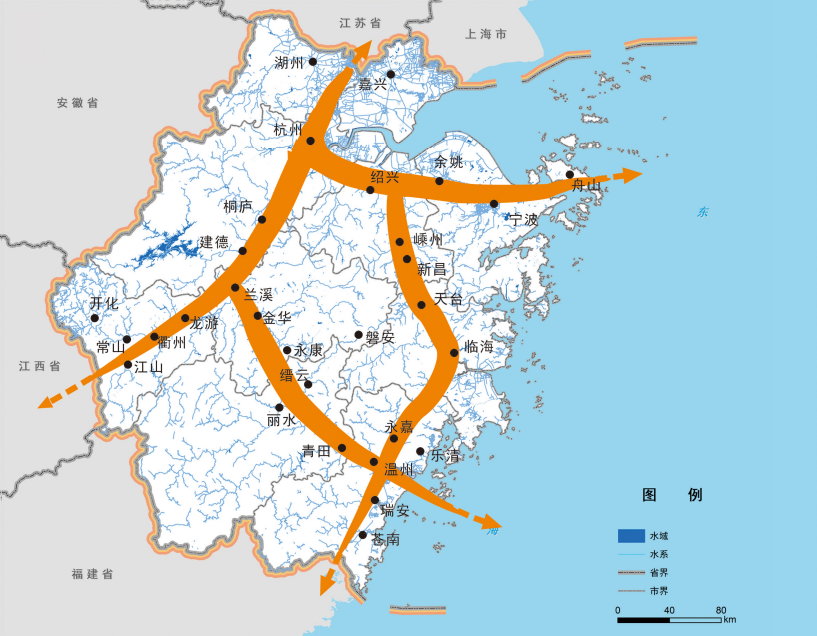 江苏省
上海市
湖州
嘉兴
安徽省
杭州
余姚
绍兴
舟山
桐庐
宁波
东
建德
嵊州
新昌
兰溪
天台
开化
金华
龙游
衢州
常山
磐安
临海
永康
江西省
江山
缙云
丽水
永嘉
青田
乐清
温州
图 例
瑞安
海
苍南
水域
水系
福建省
省界
市界
0 40 80
km